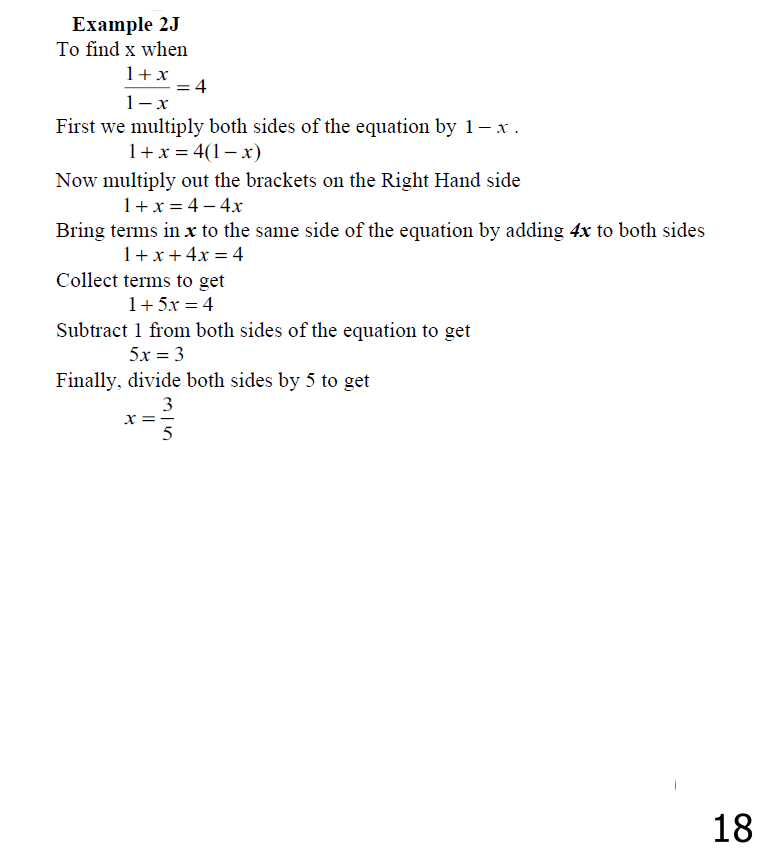 Example 2J
To find x when
1 + x
———— = 4
1 − x
First we multiply both sides of the equation by 1 − x .
1 + x = 4(1 − x)
Now multiply out the brackets on the Right Hand side
1 + x = 4 − 4x
Bring terms in x to the same side of the equation by adding 4x to both sides
1 + x + 4x = 4
Collect terms to get
1 + 5x = 4
Subtract 1 from both sides of the equation to get
5x = 3
Finally, divide both sides by 5 to get
x = 3/5
18